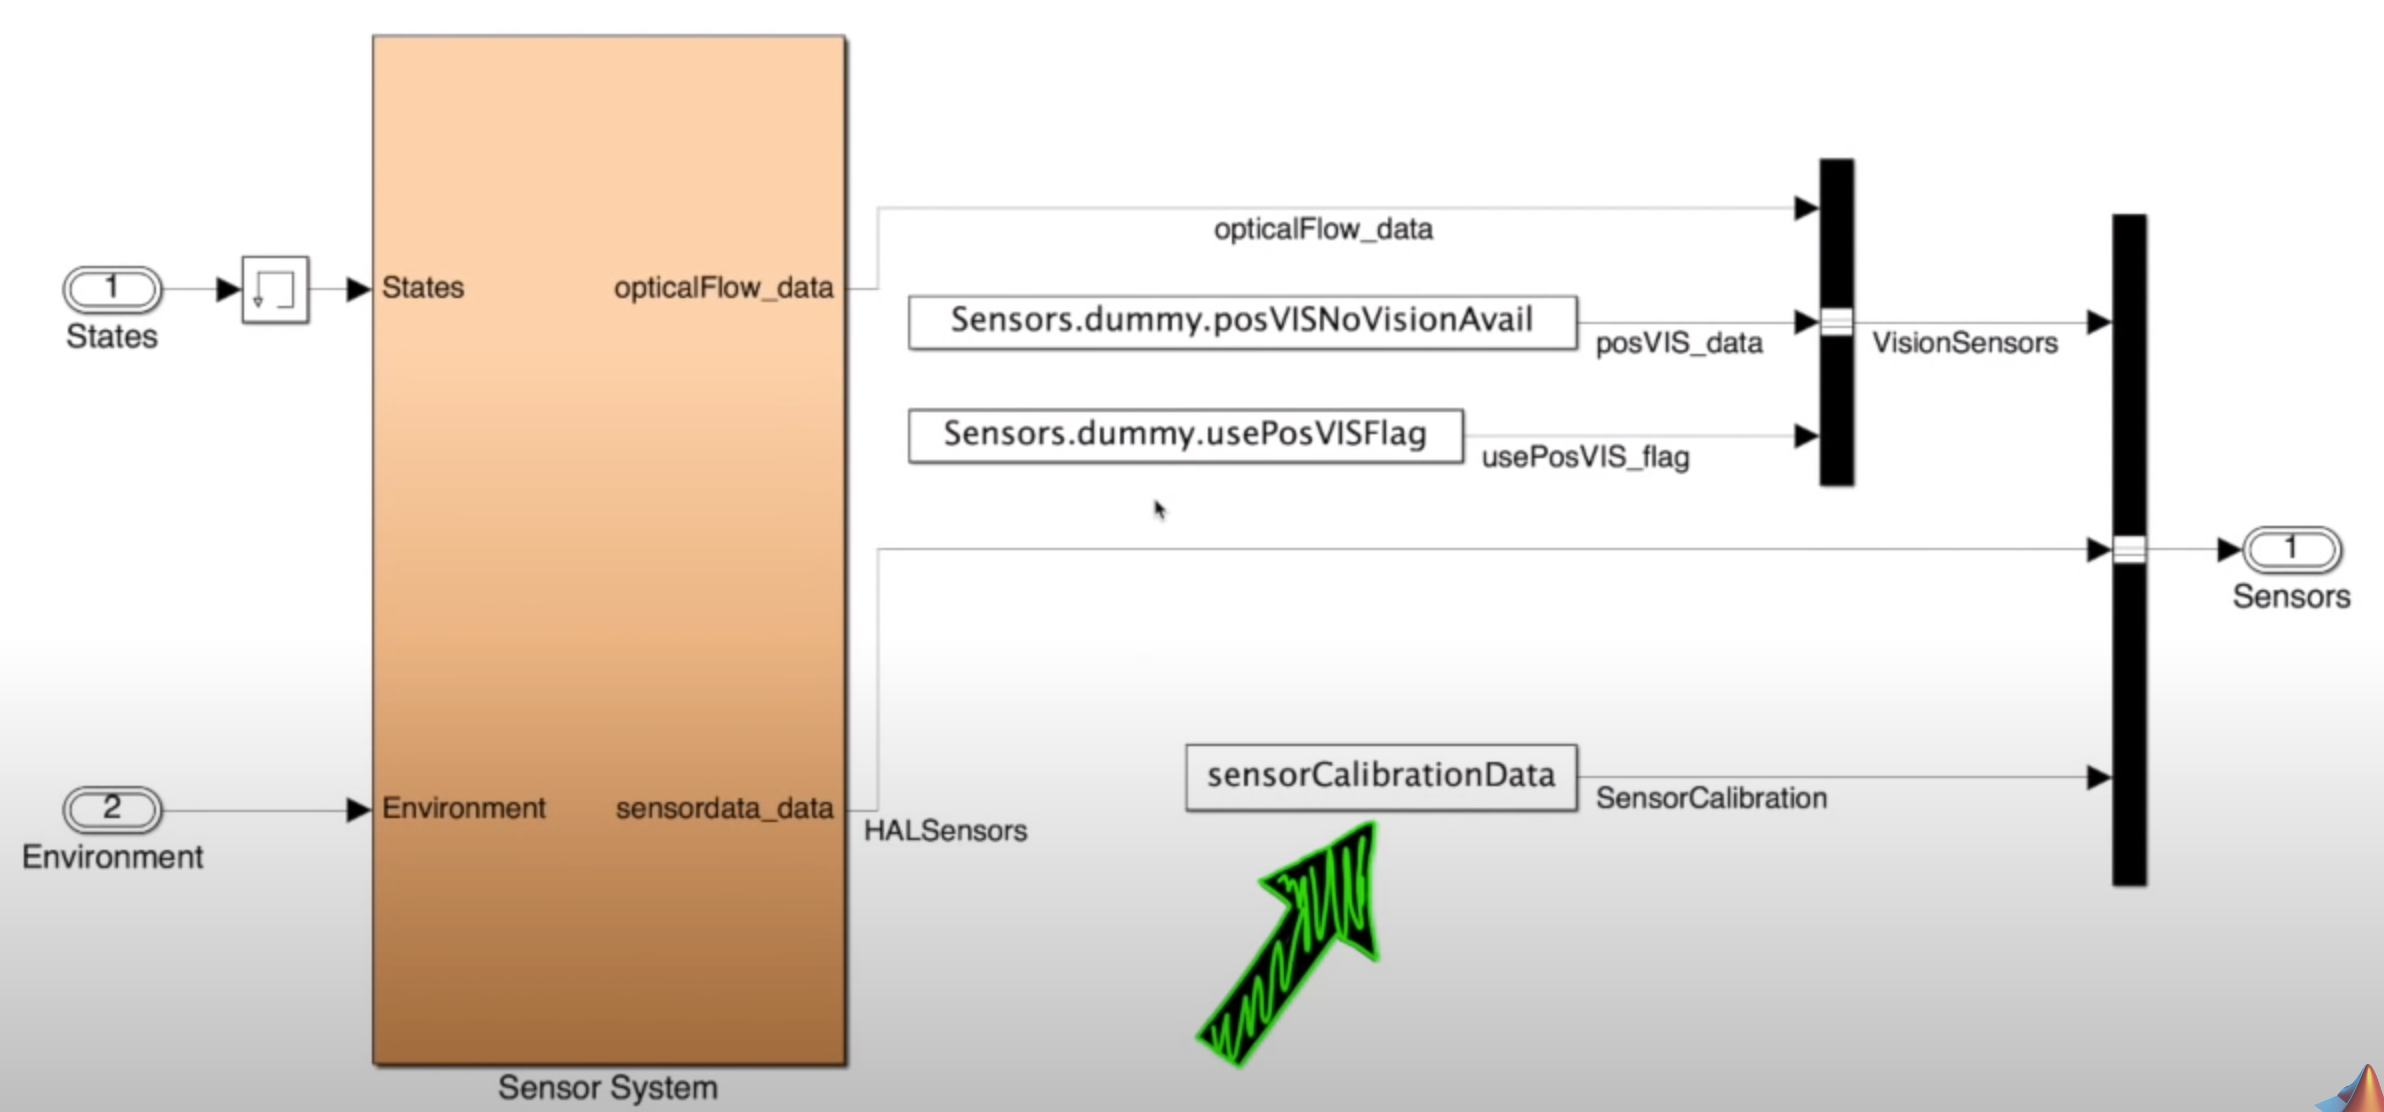 1
States
States
opticalFlow_data
opticalFlow_data
Sensors.dummy.posVISNoVisionAvail
posVIS_data
VisionSensors
Sensors.dummy.usePosVISFlag
usePosVIS_flag
1
Sensors
2
Environment
Environment
sensordata_data
HALSensors
sensorCalibrationData
SensorCalibration
Sensor System